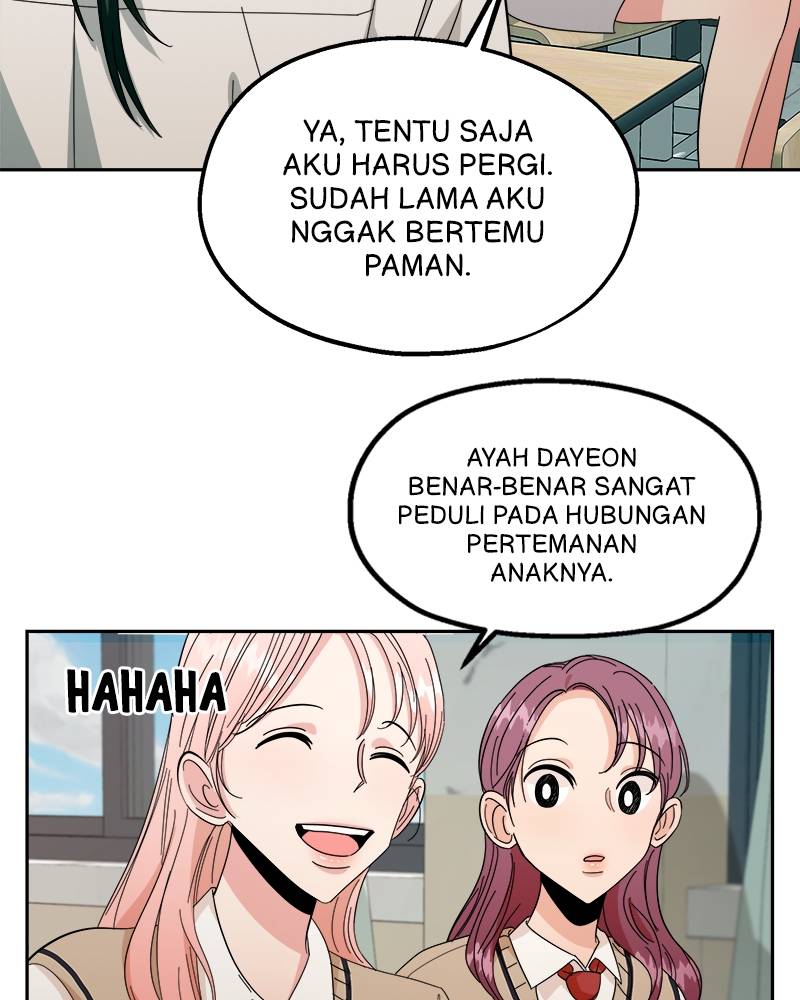 YA, TENTU SAJA
AKU HARUS PERGI.
SUDAH LAMA AKU
NGGAK BERTEMU
PAMAN.
AYAH DAYEON
BENAR-BENAR SANGAT
PEDULI PADA HUBUNGAN
PERTEMANAN
ANAKNYA.
HAHAHA